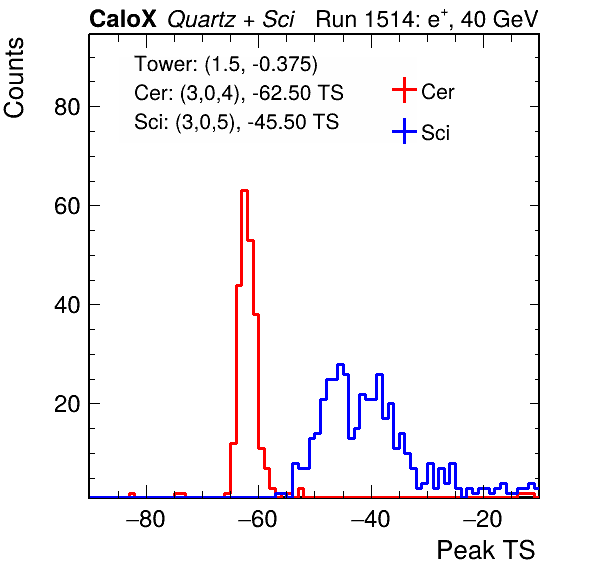 CaloX Quartz + Sci Run 1514: e⁺, 40 GeV
Counts
Tower: (1.5, -0.375)
Cer: (3,0,4), -62.50 TS
Sci: (3,0,5), -45.50 TS
Cer
Sci
80
60
40
20
−80 −60 −40 −20
Peak TS